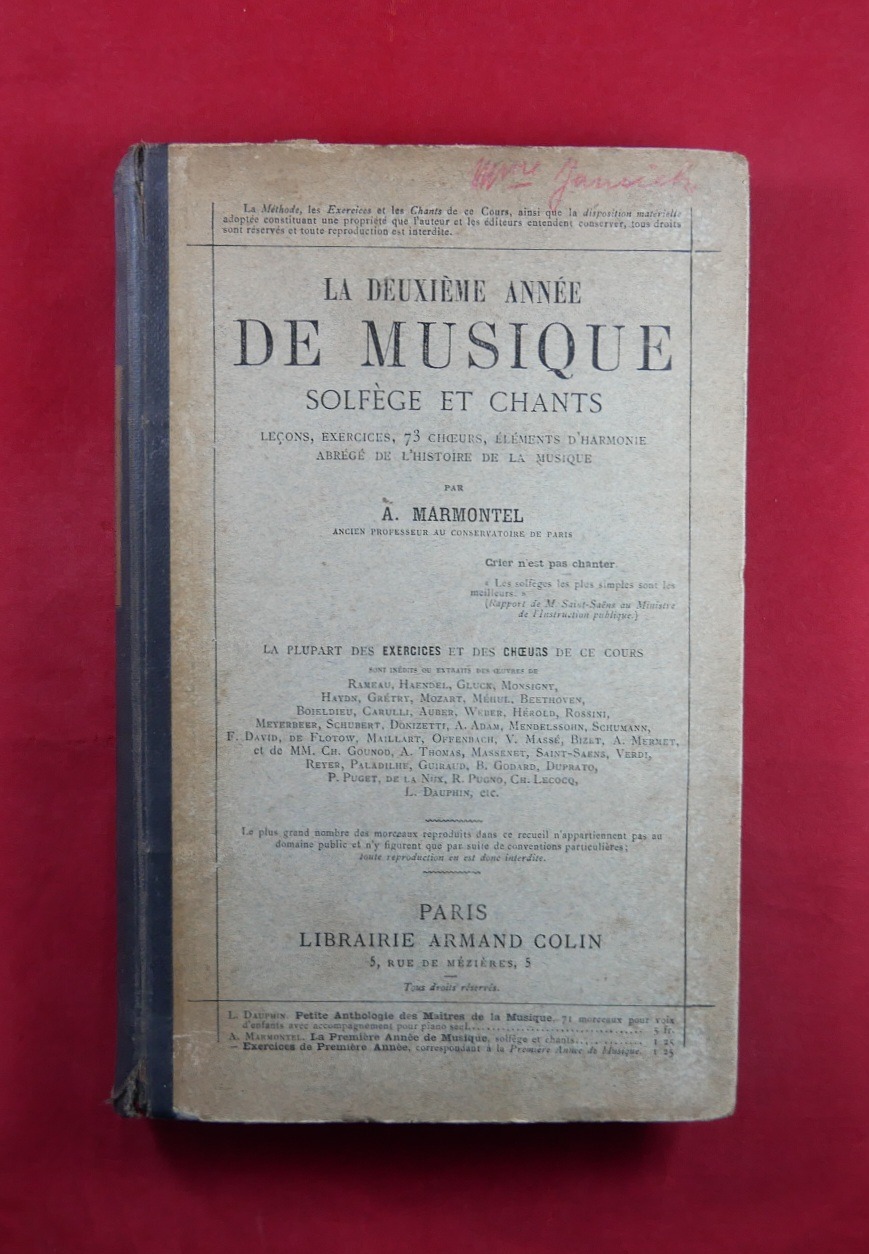 Mme
La Méthode, les Exercices et les Chants de ce Cours, ainsi que la disposition matérielle
adoptée constituant une propriété que l'auteur et les éditeurs entendent conserver, tous droits
sont réservés et toute reproduction est interdite.
LA DEUXIÈME ANNÉE
DE MUSIQUE
SOLFÈGE ET CHANTS
LEÇONS, EXERCICES, 73 CHŒURS, ÉLÉMENTS D'HARMONIE
ABRÉGÉ DE L'HISTOIRE DE LA MUSIQUE
PAR
A. MARMONTEL
ANCIEN PROFESSEUR AU CONSERVATOIRE DE PARIS
Crier n'est pas chanter
« Les solfèges les plus simples sont les
meilleurs. »
(Rapport de M. Saint-Saëns au Ministre
de l'Instruction publique.)
LA PLUPART DES EXERCICES ET DES CHŒURS DE CE COURS
SONT INÉDITS OU EXTRAITS DES ŒUVRES DE
RAMEAU, HAENDEL, GLUCK, MONSIGNY,
HAYDN, GRÉTRY, MOZART, MÉHUL, BEETHOVEN,
BOIELDIEU, CARULLI, AUBER, WEBER, HÉROLD, ROSSINI,
MEYERBEER, SCHUBERT, DONIZETTI, A. ADAM, MENDELSSOHN, SCHUMANN,
F. DAVID, DE FLOTOW, MAILLART, OFFENBACH, V. MASSÉ, BIZET, A. MERMET,
et de MM. CH. GOUNOD, A. THOMAS, MASSENET, SAINT-SAENS, VERDI,
REYER, PALADILHE, GUIRAUD, B. GODARD, DUPRATO,
P. PUGET, DE LA NUX, R. PUGNO, CH. LECOCQ,
L. DAUPHIN, etc.
Le plus grand nombre des morceaux reproduits dans ce recueil n'appartiennent pas au
domaine public et n'y figurent que par suite de conventions particulières;
toute reproduction en est donc interdite.
PARIS
LIBRAIRIE ARMAND COLIN
5, RUE DE MÉZIÈRES, 5
Tous droits réservés.
L. DAUPHIN. Petite Anthologie des Maîtres de la Musique. 71 morceaux pour voix
d'enfants avec accompagnement pour piano seul. 5 fr.
A. MARMONTEL. La Première Année de Musique, solfège et chants. 1 25
— Exercices de Première Année, correspondant à la Première Année de Musique. 1 25